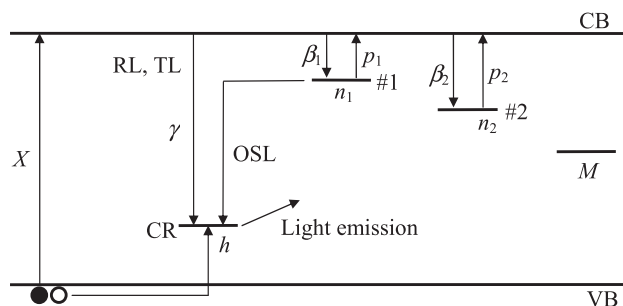 CB
RL, TL
β1
p1
#1
n1
β2
p2
#2
n2
γ
X
OSL
M
CR
h
Light emission
VB